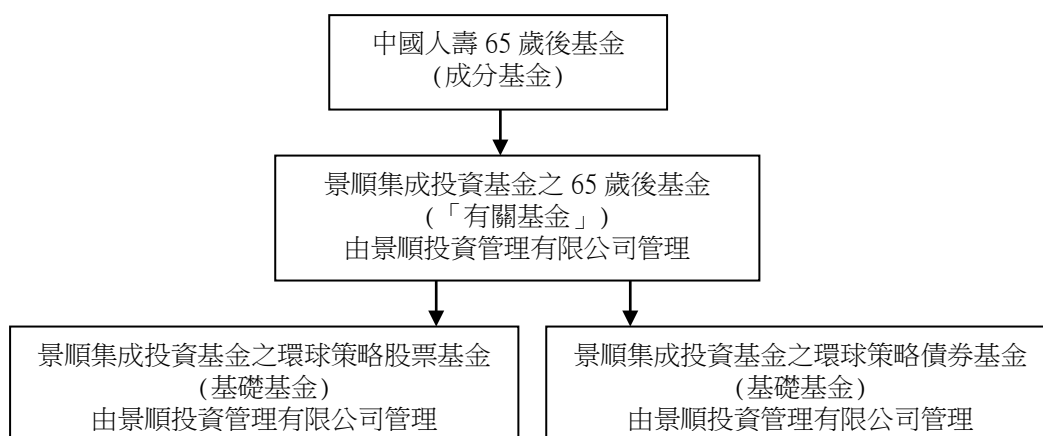 中國人壽 65 歲後基金
(成分基金)
景順集成投資基金之 65 歲後基金
(「有關基金」)
由景順投資管理有限公司管理
景順集成投資基金之環球策略股票基金
(基礎基金)
由景順投資管理有限公司管理
景順集成投資基金之環球策略債券基金
(基礎基金)
由景順投資管理有限公司管理